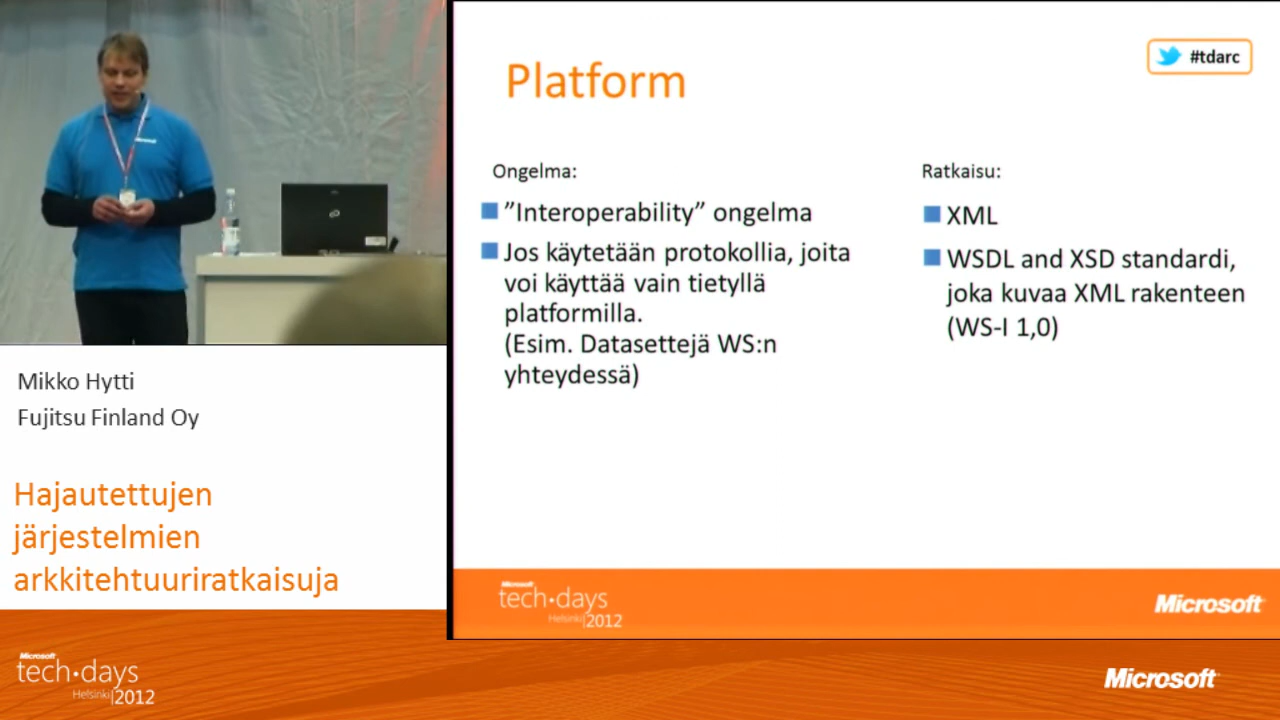 Platform
#tdarc
Ongelma:
”Interoperability” ongelma
Jos käytetään protokollia, joita
voi käyttää vain tietyllä
platformilla.
(Esim. Datasettejä WS:n
yhteydessä)
Ratkaisu:
XML
WSDL and XSD standardi,
joka kuvaa XML rakenteen
(WS-I 1,0)
Microsoft
tech•days
Helsinki|2012
Microsoft
Mikko Hytti
Fujitsu Finland Oy
Hajautettujen
järjestelmien
arkkitehtuuriratkaisuja
Microsoft
tech•days
Helsinki|2012
Microsoft